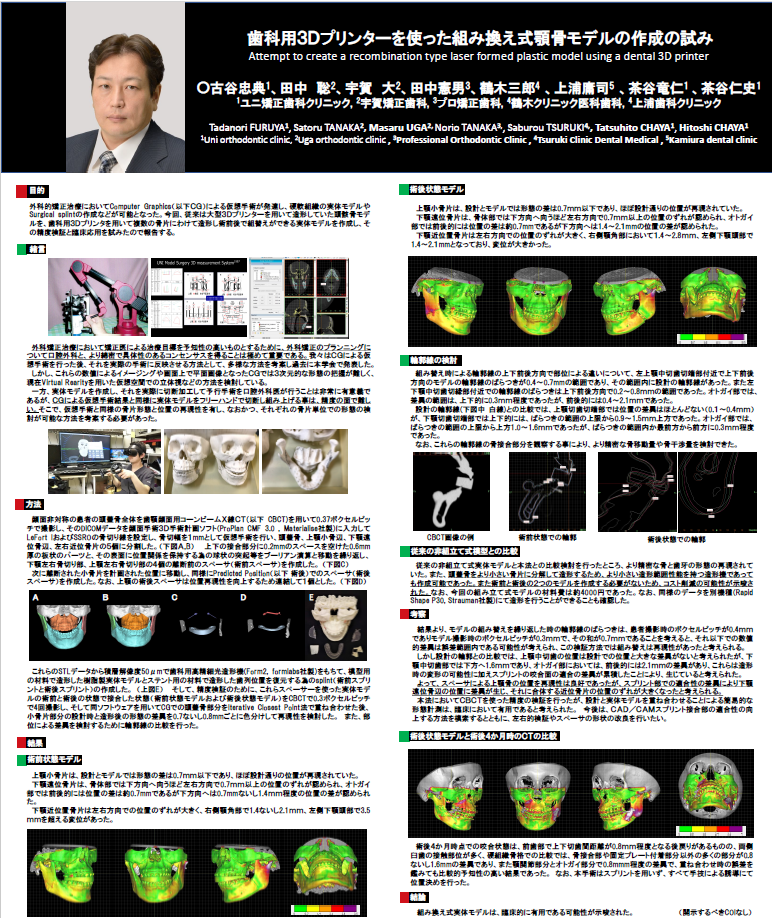 歯科用3Dプリンターを使った組み換え式顎骨モデルの作成の試み
Attempt to create a recombination type laser formed plastic model using a dental 3D printer
〇古谷忠典¹、田中 聡²、宇賀 大²、田中憲男³、鶴木三郎⁴ 、上浦庸司⁵ 、茶谷竜仁¹ 、茶谷仁史¹
¹ユニ矯正歯科クリニック, ²宇賀矯正歯科, ³プロ矯正歯科, ⁴鶴木クリニック医科歯科, ⁴上浦歯科クリニック
Tadanori FURUYA¹, Satoru TANAKA², Masaru UGA², Norio TANAKA³, Saburou TSURUKI⁴, Tatsuhito CHAYA¹, Hitoshi CHAYA¹
¹Uni orthodontic clinic, ²Uga orthodontic clinic , ³Professional Orthodontic Clinic , ⁴Tsuruki Clinic Dental Medical , ⁵Kamiura dental clinic
目的
外科的矯正治療においてComputer Graphics(以下CG)による仮想手術が発達し、硬軟組織の実体モデルや
Surgical splintの作成などが可能となった。今回、従来は大型3Dプリンターを用いて造形していた頭骸骨モデ
ルを、歯科用3Dプリンタを用いて複数の骨片にわけて造形し術前後で組替えができる実体モデルを作成し、そ
の精度検証と臨床応用を試みたので報告する。
緒言
UNI Model Surgery 3D measurement system
外科矯正治療において矯正医による治療目標を予知性の高いものとするために、外科矯正のプランニングに
ついて口腔外科と、より綿密で具体性のあるコンセンサスを得ることは極めて重要である。我々はCGによる仮
想手術を行った後、それを実際の手術に反映させる方法として、多様な方法を考案し過去に本学会で発表した。
しかし、これらの物差によるイメージングや画面上で平面画像となったCGでは3次元的な形態の把握が難しく、
現在Virtual Rearityを用いた仮想空間での立体視などの方法を検討している。
一方、実体モデルを作成し、それを実際に切断加工して予行手術を口腔外科医が行うことは非常に有意義であ
るが、CGによる仮想手術結果と同様に実体モデルをフリーハンドで切断し組み上げる事は、精度の面で難し
い。そこで、仮想手術と同様の骨片形態と位置の再現性を有し、なおかつ、それぞれの骨片単位での形態の検
討が可能な方法を考案する必要があった。
方法
顔面非対称の患者の頭蓋骨全体を歯顎顔面用コーンビームX線CT(以下 CBCT)を用いて0.37ボクセルピッ
チで撮影し、そのDICOMデータを顔面手術3D手術計画ソフト(ProPlan CMF 3.0 、Materialise社製)に入力して
LeFort IおよびSSROの骨切り線を設定し、骨切幅を1mmとして仮想手術を行い、頭蓋骨、上顎小骨辺、下顎遠
位骨辺、左右近位骨片の5個に分割した。(下図A,B) 上下の接合部分に0.2mmのスペースを空けた0.6mm
厚の板状のパーツと、その表面に位置関係を保持する為の球状の突起等をブーリアン演算と移動を繰り返し、
下顎左右骨切り部、上顎左右骨切り部の4個の離断前のスペーサ(術前スペーサ)を作成した。(下図C)
次に離断された小骨片を計画された位置に移動し、同様にPredicted Position(以下 術後)でのスペーサ(術後
スペーサ)を作成した。なお、上顎の術後スペーサは位置再現性を向上するため連結して1個とした。(下図D)
A
B
C
D
E
これらのSTLデータから積層解像度50μmで歯科用高精細光造形機(Form2, formlabs社製)をもちて、模型用
の材料で造形した樹脂製実体モデルとステント用の材料で造形した歯列位置を復元する為のsplint(術前スプリ
ントと術後スプリント)の作成した。(上図E) そして、精度検証のために、これらスペーサーを使った実体モデ
ルの術前と術後の状態で接合した状態(術前モデルおよび術後モデル)をCBCTで0.3ボクセルピッチ
で4回撮影し、そして同ソフトウェアを用いてCGでの頭蓋骨部分をIterative Closest Point法で重ね合わせた後、
小骨片部分の設計時と造形後の形態の差異を0.7ないし0.8mmごとに色分けして再現性を検討した。また、部
位による差異を検討するために輪郭線の比較を行った。
結果
術前状態モデル
上顎小骨片は、設計とモデルでは形態の差は0.7mm以下であり、ほぼ設計通りの位置が再現されていた。
下顎遠位骨片は、骨体部では下方向へ向うほど左右方向で0.7mm以上の位置のずれが認められ、オトガイ
部では前後的には位置の差は約0.7mmであるが下方向へは0.7mmないし1.4mm程度の位置の差が認められ
た。
下顎近位骨片は左右方向での位置のずれが大きく、右側顎角部で1.4ないし2.1mm、左側下顎頭部で3.5
mmを超える変位があった。
術後状態モデル
上顎小骨片は、設計とモデルでは形態の差は0.7mm以下であり、ほぼ設計通りの位置が再現されていた。
下顎遠位骨片は、骨体部では下方向へ向うほど左右方向で0.7mm以上の位置のずれが認められ、オトガイ
部では前後的には位置の差は約0.7mmであるが下方向へは1.4～2.1mmの位置の差が認められた。
下顎近位置骨片は左右方向での位置のずれが大きく、右側顎角部において1.4～2.8mm、左側下顎頭部で
1.4～2.1mmとなっており、変位が大きかった。
輪郭線の検討
組み替え時による輪郭線の上下前後方向で部位による違いについて、左上顎中切歯切端部付近で上下前後
方向のモデルの輪郭線のばらつきが0.4～0.7mmの範囲であり、その範囲内に設計の輪郭線があった。また左
下顎中切歯切縁部付近での輪郭線のばらつきは上下前後方向で0.2～0.8mmの範囲であった。オトガイ部では、
差異の範囲は、上下的に0.3mm程度であったが、前後的には0.4～2.1mmであった。
設計の輪郭線(下図中 白線)との比較では、上顎切歯切端部では位置の差異はほとんどない(0.1～0.4mm)
が、下顎切歯切端部では上下的には、ばらつきの範囲の上限から0.9～1.5mm上方であった。オトガイ部では、
ばらつきの範囲の上限から上方1.0～1.6mmであったが、ばらつきの範囲内か最前方から前方に0.3mm程度
であった。
なお、これらの輪郭線の骨接合部分を観察する事により、より精密な骨移動量や骨干渉量を検討できた。
CBCT画像の例
術前状態での輪郭
術後状態での輪郭
従来の非組立て式模型との比較
従来の非組立て式実体モデルと本法との比較検討を行ったところ、より精密な骨と歯牙の形態の再現されて
いた。また、頭蓋骨をより小さい骨片に分解して造形するため、より小さい造形範囲性能を持つ造形機であって
も作成可能であった。また術前と術後の2つのモデルを作成する必要がないため、コスト削減の可能性が示唆さ
れた。なお、今回の組み立て式モデルの材料費は約4000円であった。なお、同様のデータを別機種(Rapid
Shape P30, Strauman社製)にて造形を行うことができることも確認した。
考察
結果より、モデルの組み替えを繰り返した時の輪郭線のばらつきは、患者撮影時のボクセルピッチが0.4mm
でありモデル撮影時のボクセルピッチが0.3mmで、その和が0.7mmであることを考えると、それ以下での数値
的差異は誤差範囲内である可能性が考えられ、この検証方法では組み替えは再現性があったと考えられる。
しかし設計の輪郭との比較では、上顎中切歯の位置は設計での位置と大きな差異がないと考えられたが、下
顎中切歯部では下方へ1.6mmであり、オトガイ部においては、前後的には2.1mmの差異があり、これらは造形
時の変形の可能性に加えスプリントの咬合面の適合の差異が累積したことにより、生じていると考えられた。
よって、スペーサによる上顎骨の位置を再現性は良好であったが、スプリント部での適合性の差異により下顎
遠位骨辺の位置に差異が生じ、それに合体する近位骨片の位置のずれが大きくなったと考えられる。
本法においてCBCTを使った精度の検証を行ったが、設計と実体モデルを重ね合わせることによる簡易的な
形態計測は、臨床において有用であると考えられた。 今後は、CAD/CAMスプリント接合部の適合性の向
上する方法を模索するとともに、左右的検証やスペーサの形状の改良を行いたい。
術後状態モデルと術後4か月時のCTの比較
術後4か月時点での咬合状態は、前歯部で上下切歯間距離が0.8mm程度となる後戻りがあるものの、両側
臼歯の接触部位が多く、硬組織骨格での比較では、骨接合部や固定プレート付着部分以外の多くの部分が0.8
ないし1.6mmの差異であり、また顎関節部分とオトガイ部分で0.8mmm程度の差異で、重ね合わせ時の誤差を
鑑みても比較的予知性の高い結果であった。 なお、本手術はスプリントを用いず、すべて手技による誘導にて
位置決めを行った。
結論
組み換え式実体モデルは、臨床的に有用である可能性が示唆された。 (開示するべきCOIなし)